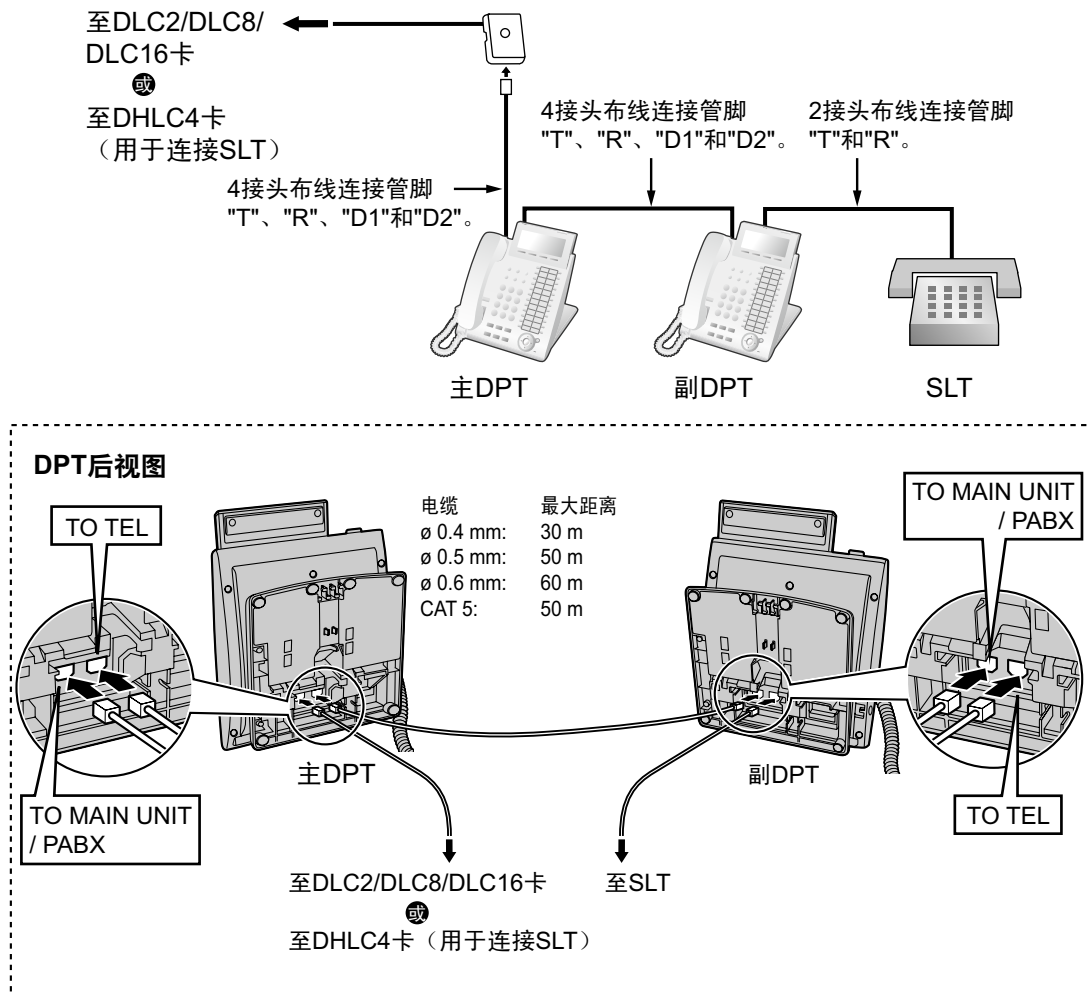 至DLC2/DLC8/
DLC16卡
或
至DHLC4卡
（用于连接SLT）
4接头布线连接管脚
"T"、"R"、"D1"和"D2"。
4接头布线连接管脚
"T"、"R"、"D1"和"D2"。
2接头布线连接管脚
"T"和"R"。
主DPT
副DPT
SLT
DPT后视图
TO TEL
电缆 最大距离
ø 0.4 mm: 30 m
ø 0.5 mm: 50 m
ø 0.6 mm: 60 m
CAT 5: 50 m
TO MAIN UNIT
/ PABX
主DPT
副DPT
TO MAIN UNIT
/ PABX
TO TEL
至DLC2/DLC8/DLC16卡
或
至DHLC4卡（用于连接SLT）
至SLT